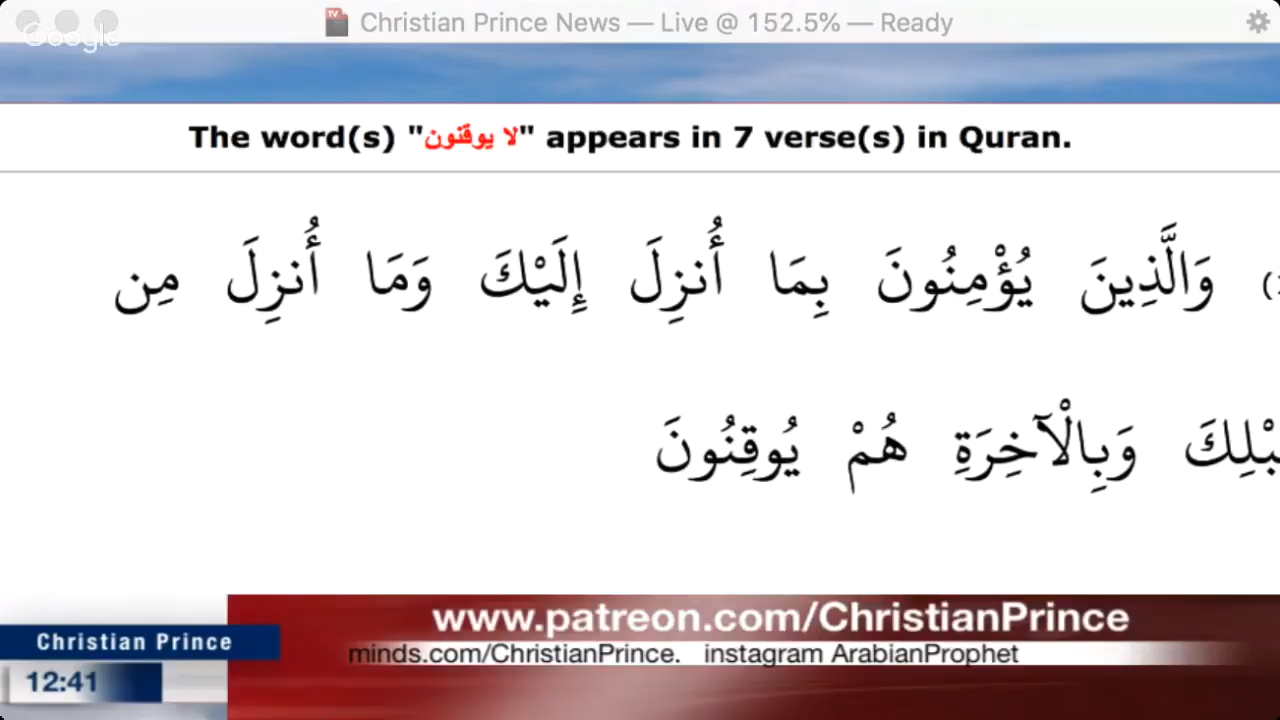 Christian Prince News — Live @ 152.5% — Ready
Google
The word(s) "لا يوقنون" appears in 7 verse(s) in Quran.
وَالَّذِينَ يُؤْمِنُونَ بِمَا أُنزِلَ إِلَيْكَ وَمَا أُنزِلَ مِن
وَبِالْآخِرَةِ هُمْ يُوقِنُونَ
www.patreon.com/ChristianPrince
Christian Prince
minds.com/ChristianPrince. instagram ArabianProphet
12:41